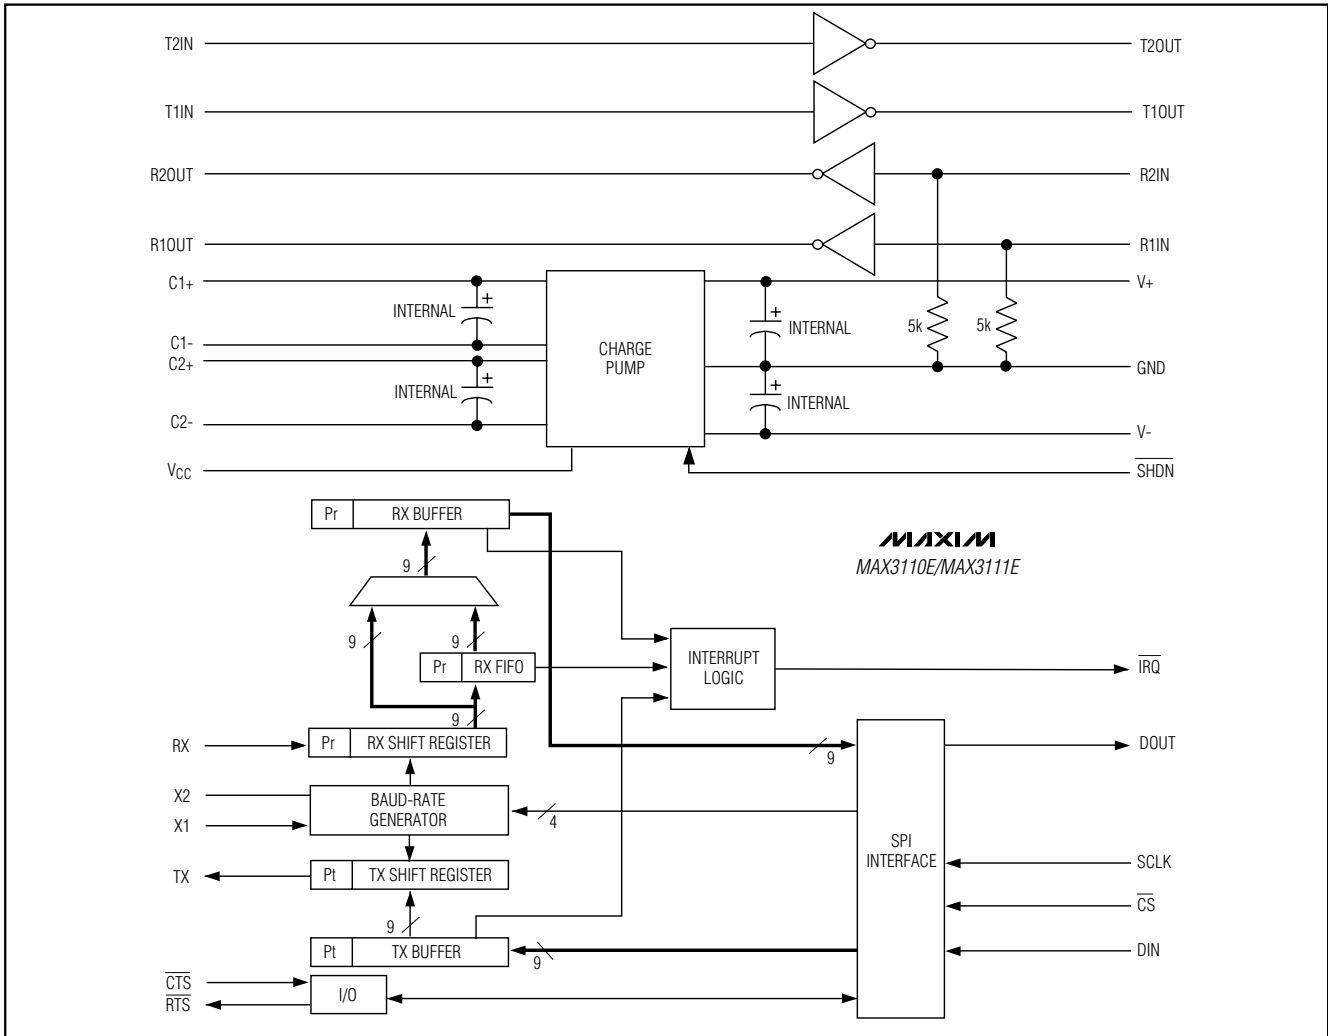 T2IN
T2OUT
T1IN
T1OUT
R2OUT
R2IN
R1OUT
R1IN
C1+
V+
+
+
INTERNAL
INTERNAL
5k
5k
C1-
CHARGE
PUMP
C2+
GND
+
+
INTERNAL
INTERNAL
C2-
V-
VCC
SHDN
Pr
RX BUFFER
MAXIM
MAX3110E/MAX3111E
9
9
9
Pr
RX FIFO
INTERRUPT
LOGIC
IRQ
9
RX
Pr
RX SHIFT REGISTER
9
DOUT
X2
BAUD-RATE
GENERATOR
X1
4
SPI
INTERFACE
SCLK
TX
Pt
TX SHIFT REGISTER
CS
9
Pt
TX BUFFER
9
DIN
CTS
I/O
RTS